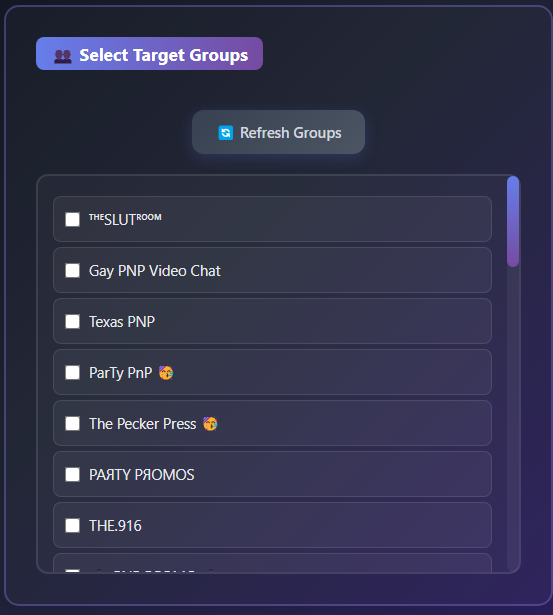 👥 Select Target Groups
🔄 Refresh Groups
ᵀᴴᴱSLUTᴿᴼᴼᴹ
Gay PNP Video Chat
Texas PNP
ParTy PnP 🥳
The Pecker Press 🥳
PAЯTY PЯOMOS
THE.916